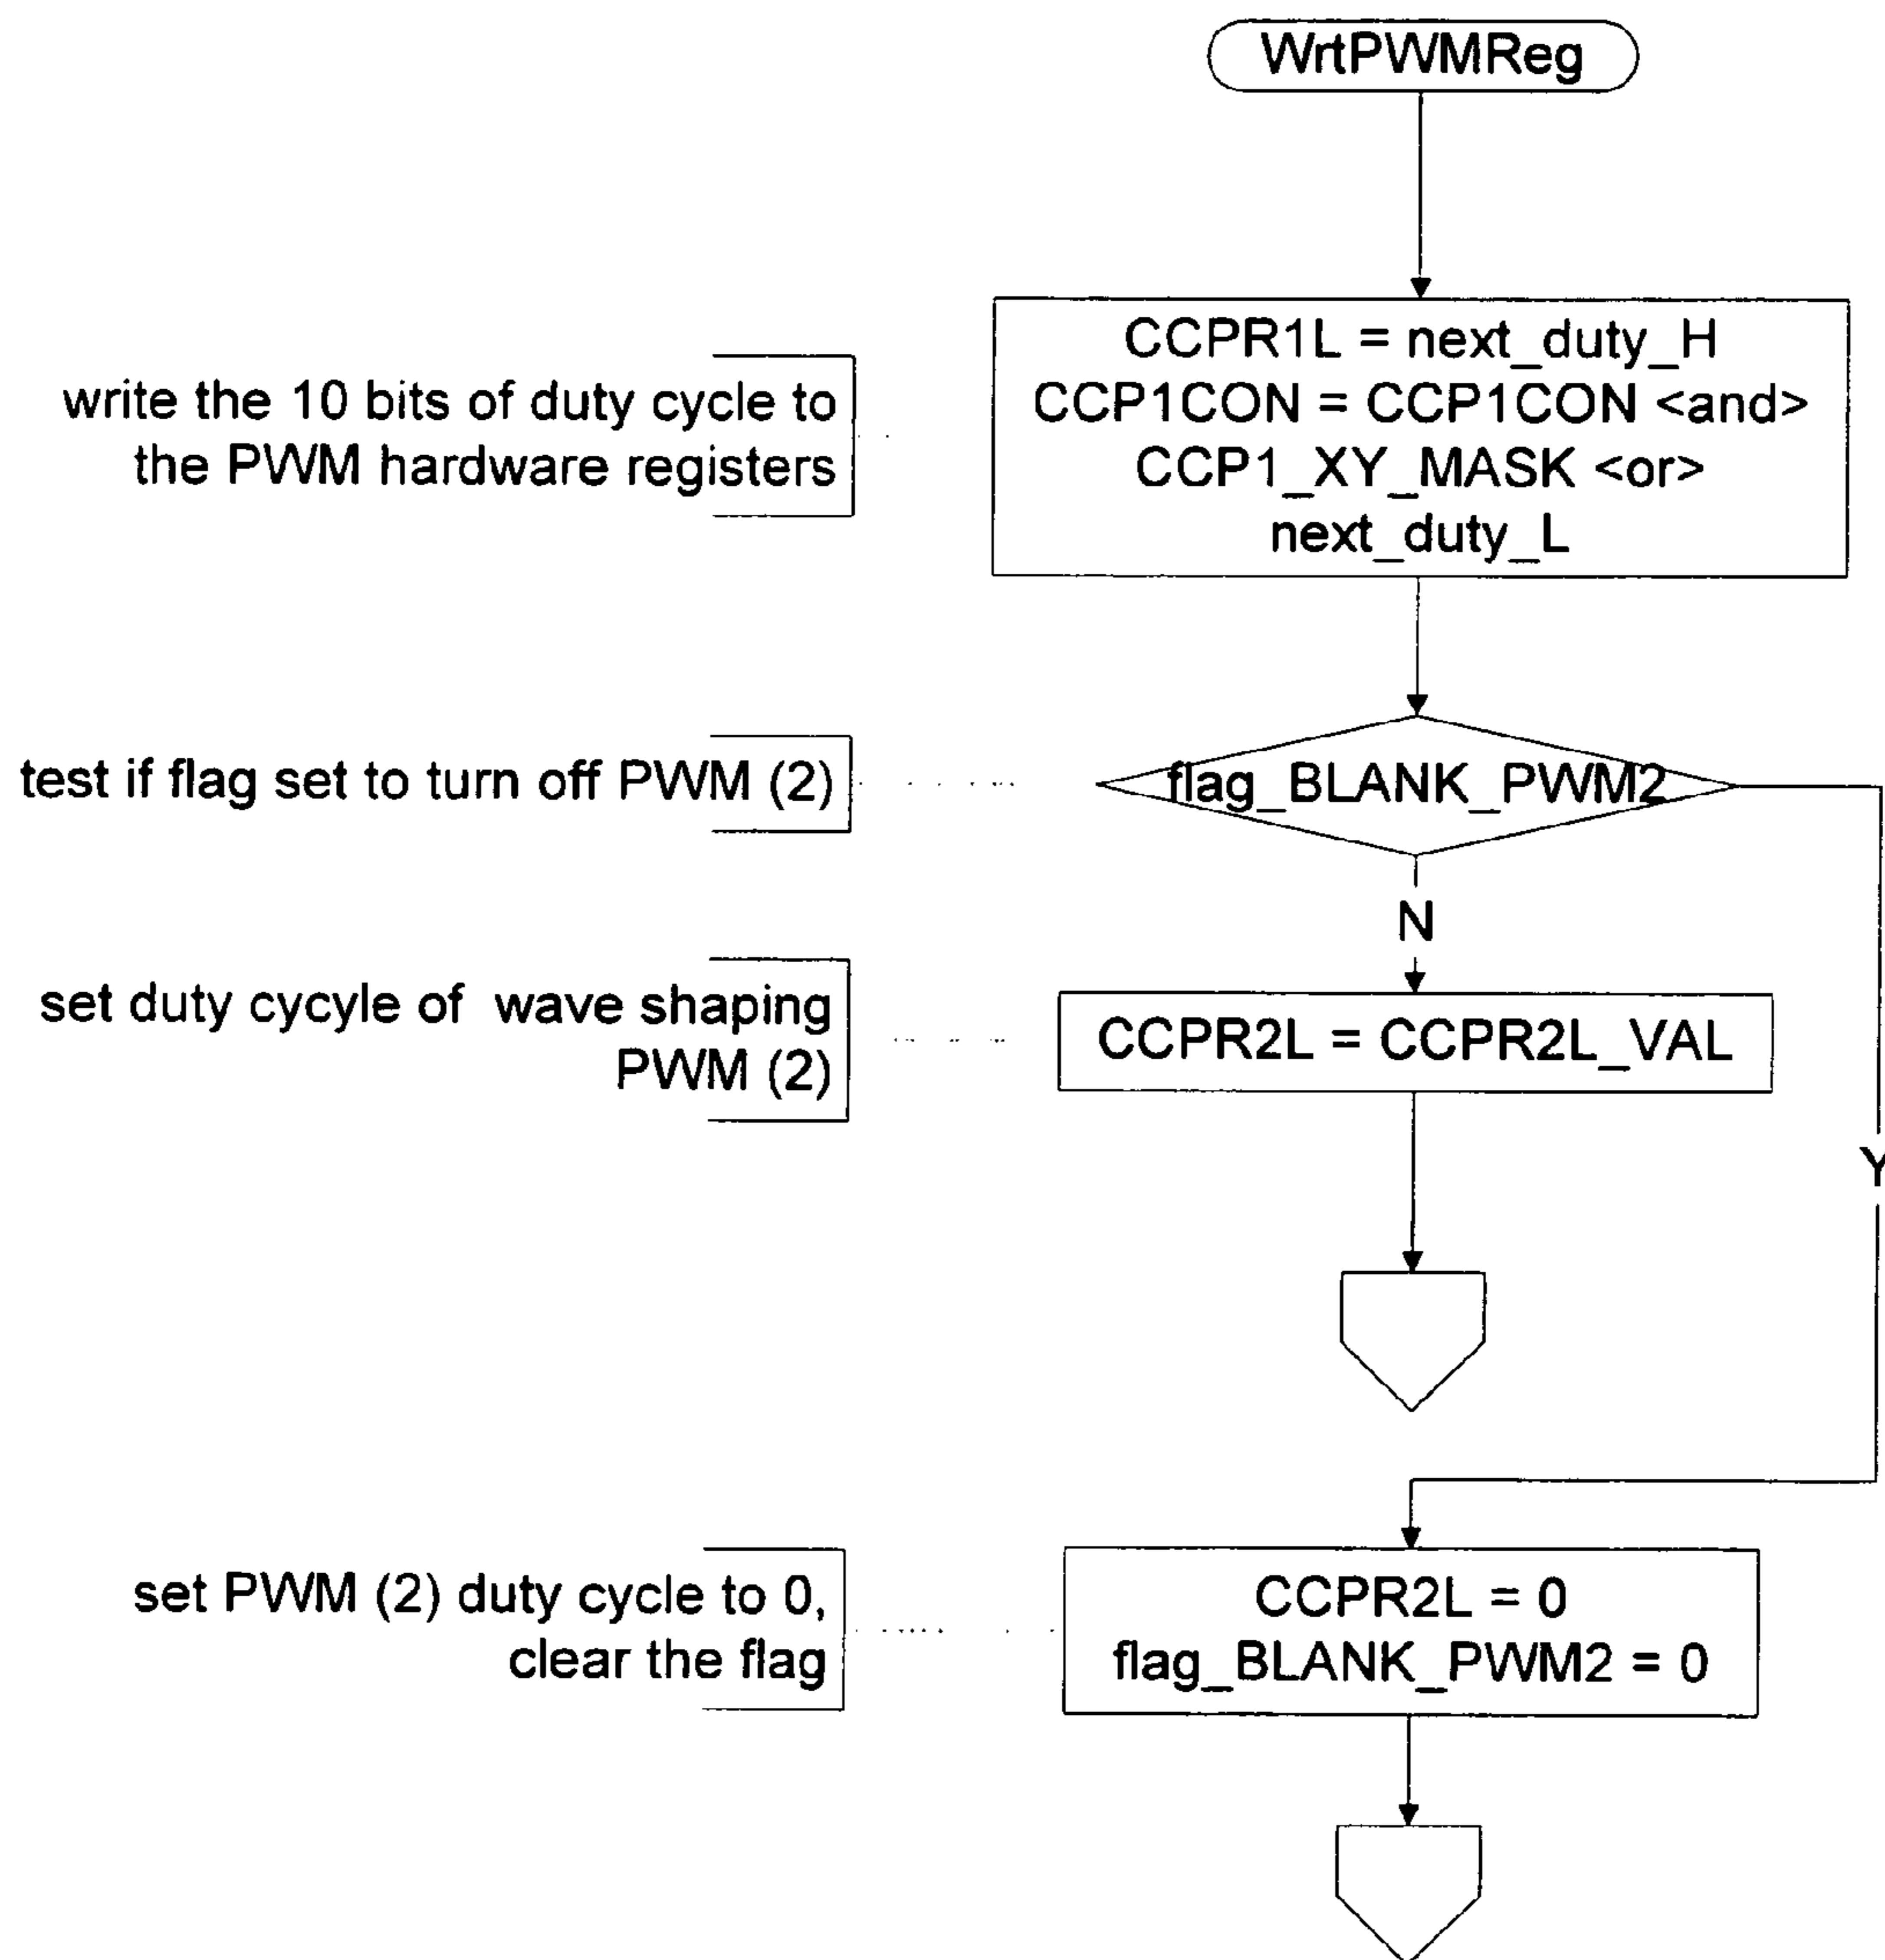 WrtPWMReg
CCPR1L = next_duty_H
CCP1CON = CCP1CON <and>
CCP1_XY_MASK <or>
next_duty_L
write the 10 bits of duty cycle to
the PWM hardware registers
test if flag set to turn off PWM (2)
flag_BLANK_PWM2
N
set duty cycyle of wave shaping
PWM (2)
CCPR2L = CCPR2L_VAL
Y
set PWM (2) duty cycle to 0,
clear the flag
CCPR2L = 0
flag_BLANK_PWM2 = 0